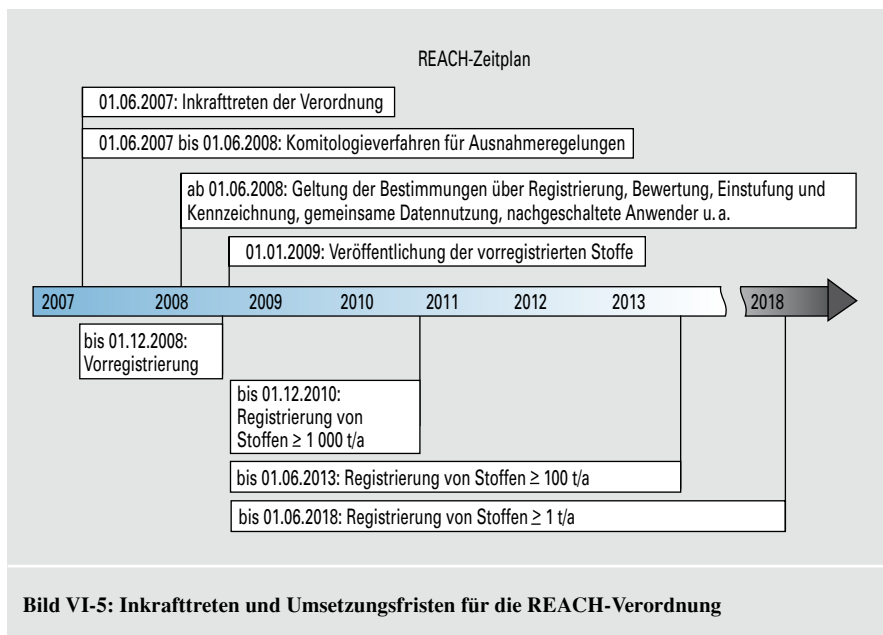 REACH-Zeitplan
01.06.2007: Inkrafttreten der Verordnung
01.06.2007 bis 01.06.2008: Komitologieverfahren für Ausnahmeregelungen
ab 01.06.2008: Geltung der Bestimmungen über Registrierung, Bewertung, Einstufung und
Kennzeichnung, gemeinsame Datennutzung, nachgeschaltete Anwender u. a.
01.01.2009: Veröffentlichung der vorregistrierten Stoffe
2007 2008 2009 2010 2011 2012 2013 2018
bis 01.12.2008:
Vorregistrierung
bis 01.12.2010:
Registrierung von
Stoffen ≥ 1 000 t/a
bis 01.06.2013: Registrierung von Stoffen ≥ 100 t/a
bis 01.06.2018: Registrierung von Stoffen ≥ 1 t/a
Bild VI-5: Inkrafttreten und Umsetzungsfristen für die REACH-Verordnung